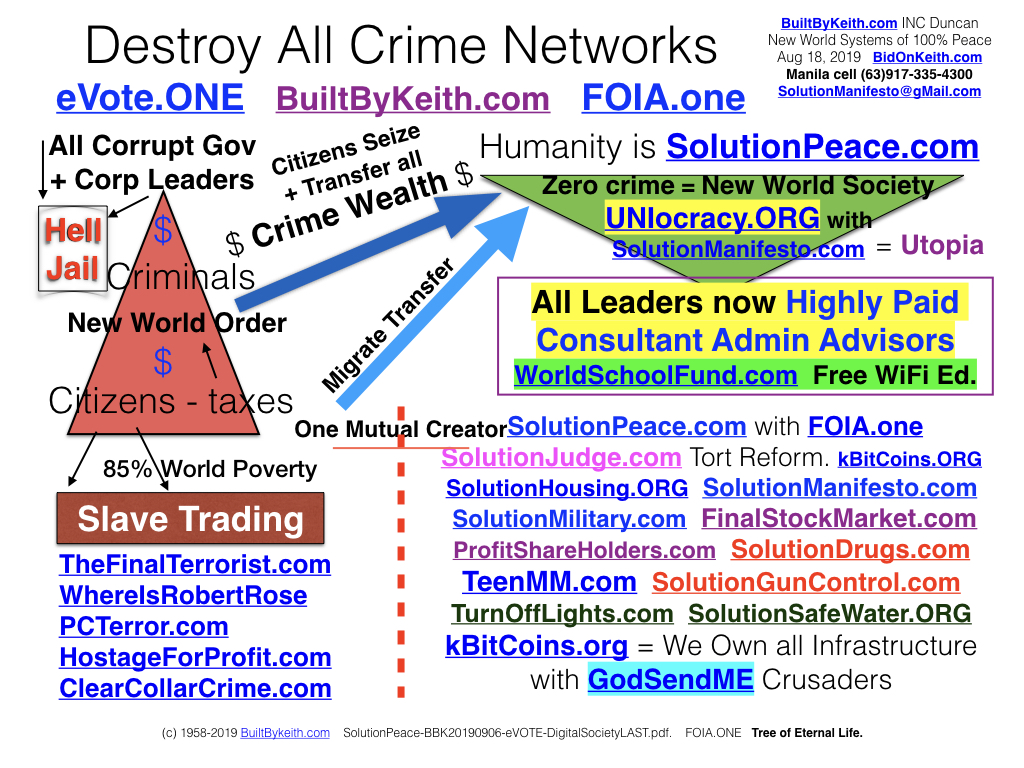 Destroy All Crime Networks
BuiltByKeith.com INC Duncan
New World Systems of 100% Peace
Aug 18, 2019 BidOnKeith.com
Manila cell (63)917-335-4300
SolutionManifesto@gMail.com
eVote.ONE BuiltByKeith.com FOIA.one
All Corrupt Gov
+ Corp Leaders
Hell
Jail
$
Criminals
New World Order
$
Citizens - taxes
85% World Poverty
Slave Trading
TheFinalTerrorist.com
WhereIsRobertRose
PCTerror.com
HostageForProfit.com
ClearCollarCrime.com
Citizens Seize
+ Transfer all
$ Crime Wealth $
Migrate Transfer
Humanity is SolutionPeace.com
Zero crime = New World Society
UNIocracy.ORG with
SolutionManifesto.com = Utopia
All Leaders now Highly Paid
Consultant Admin Advisors
WorldSchoolFund.com Free WiFi Ed.
One Mutual Creator
SolutionPeace.com with FOIA.one
SolutionJudge.com Tort Reform. kBitCoins.ORG
SolutionHousing.ORG SolutionManifesto.com
SolutionMilitary.com FinalStockMarket.com
ProfitShareHolders.com SolutionDrugs.com
TeenMM.com SolutionGunControl.com
TurnOffLights.com SolutionSafeWater.ORG
kBitCoins.org = We Own all Infrastructure
with GodSendME Crusaders
(c) 1958-2019 BuiltBykeith.com SolutionPeace-BBK20190906-eVOTE-DigitalSocietyLAST.pdf. FOIA.ONE Tree of Eternal Life.